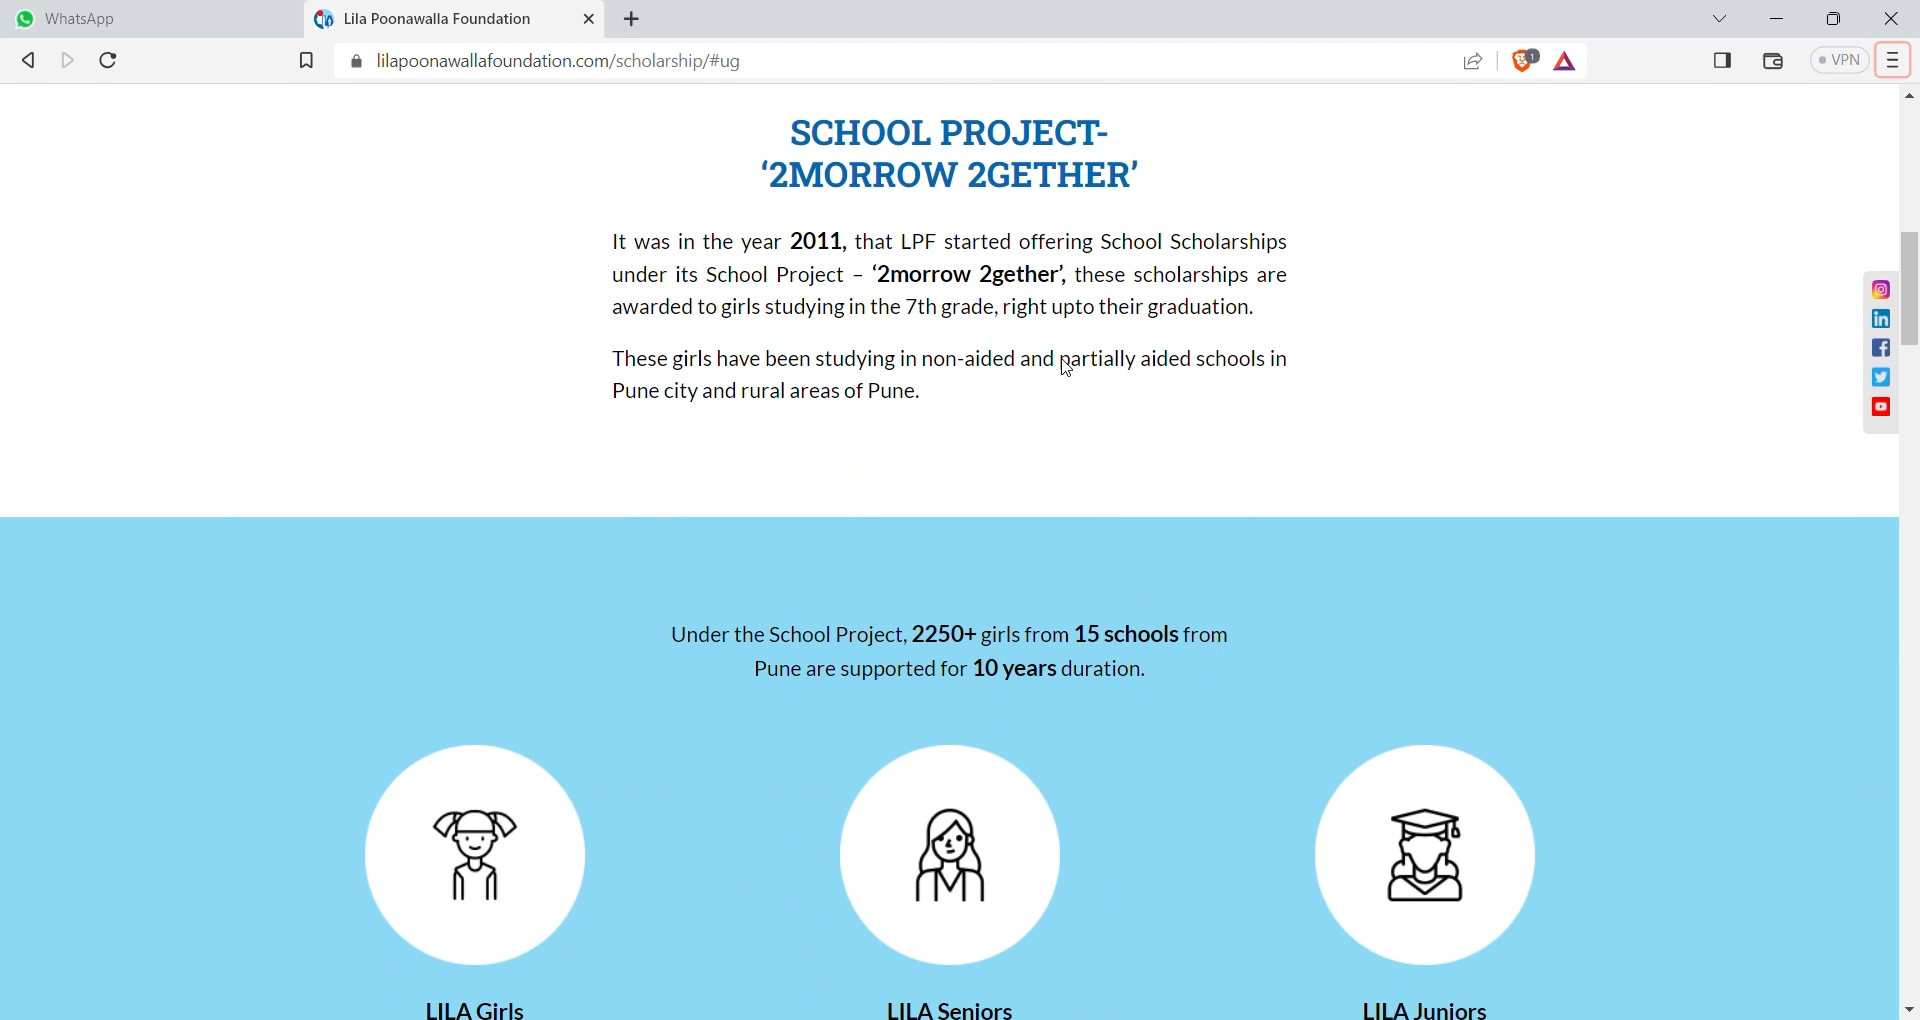 WhatsApp
Lila Poonawalla Foundation
lilapoonawallafoundation.com/scholarship/#ug
1
VPN
SCHOOL PROJECT-
‘2MORROW 2GETHER’
It was in the year 2011, that LPF started offering School Scholarships
under its School Project – ‘2morrow 2gether’, these scholarships are
awarded to girls studying in the 7th grade, right upto their graduation.
These girls have been studying in non-aided and partially aided schools in
Pune city and rural areas of Pune.
Under the School Project, 2250+ girls from 15 schools from
Pune are supported for 10 years duration.
LILA Girls
LILA Seniors
LILA Juniors